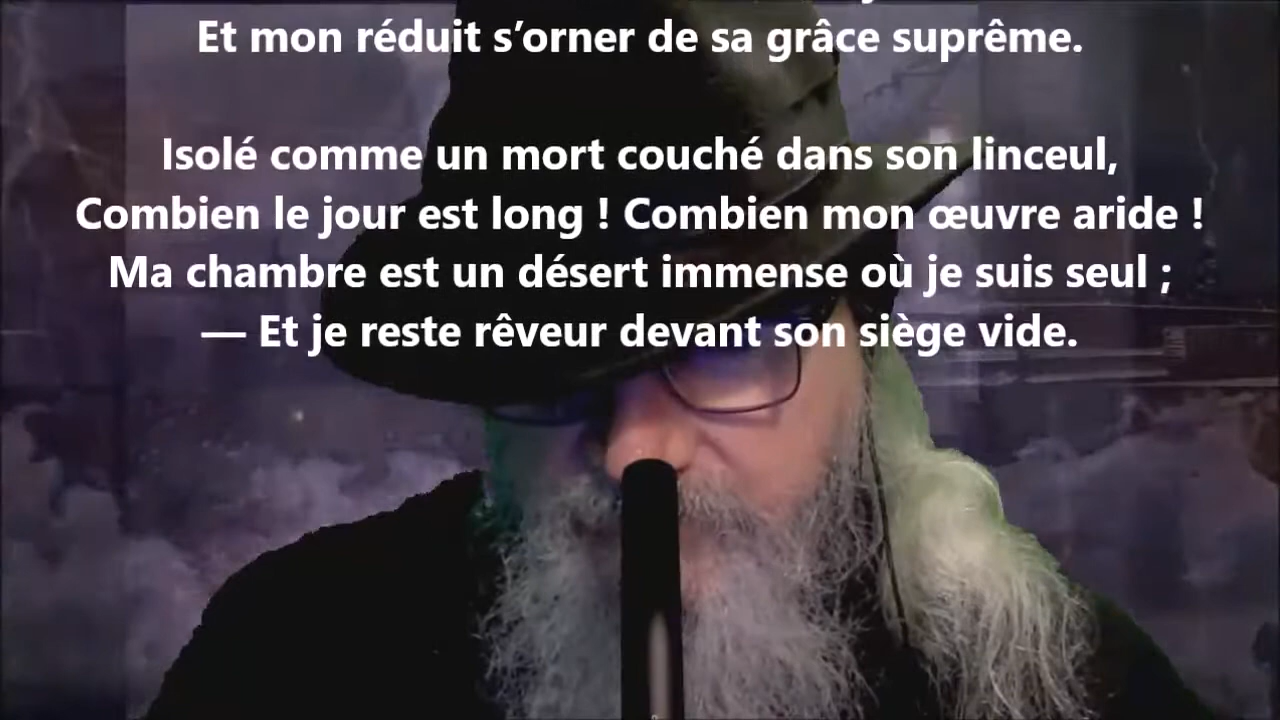 Et mon réduit s’orner de sa grâce suprême.
Isolé comme un mort couché dans son linceul,
Combien le jour est long ! Combien mon œuvre aride !
Ma chambre est un désert immense où je suis seul ;
— Et je reste rêveur devant son siège vide.